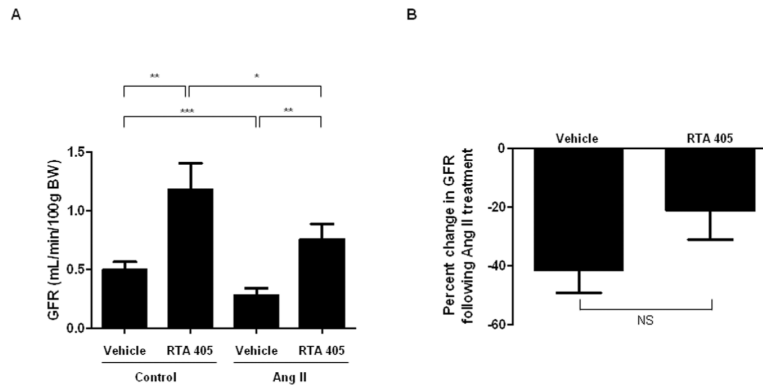 A
**
*
***
**
GFR (mL/min/100g BW)
1.5
1.0
0.5
0.0
Vehicle RTA 405 Vehicle RTA 405
Control Ang II
B
Vehicle RTA 405
Percent change in GFR
following Ang II treatment
0
-20
-40
-60
NS